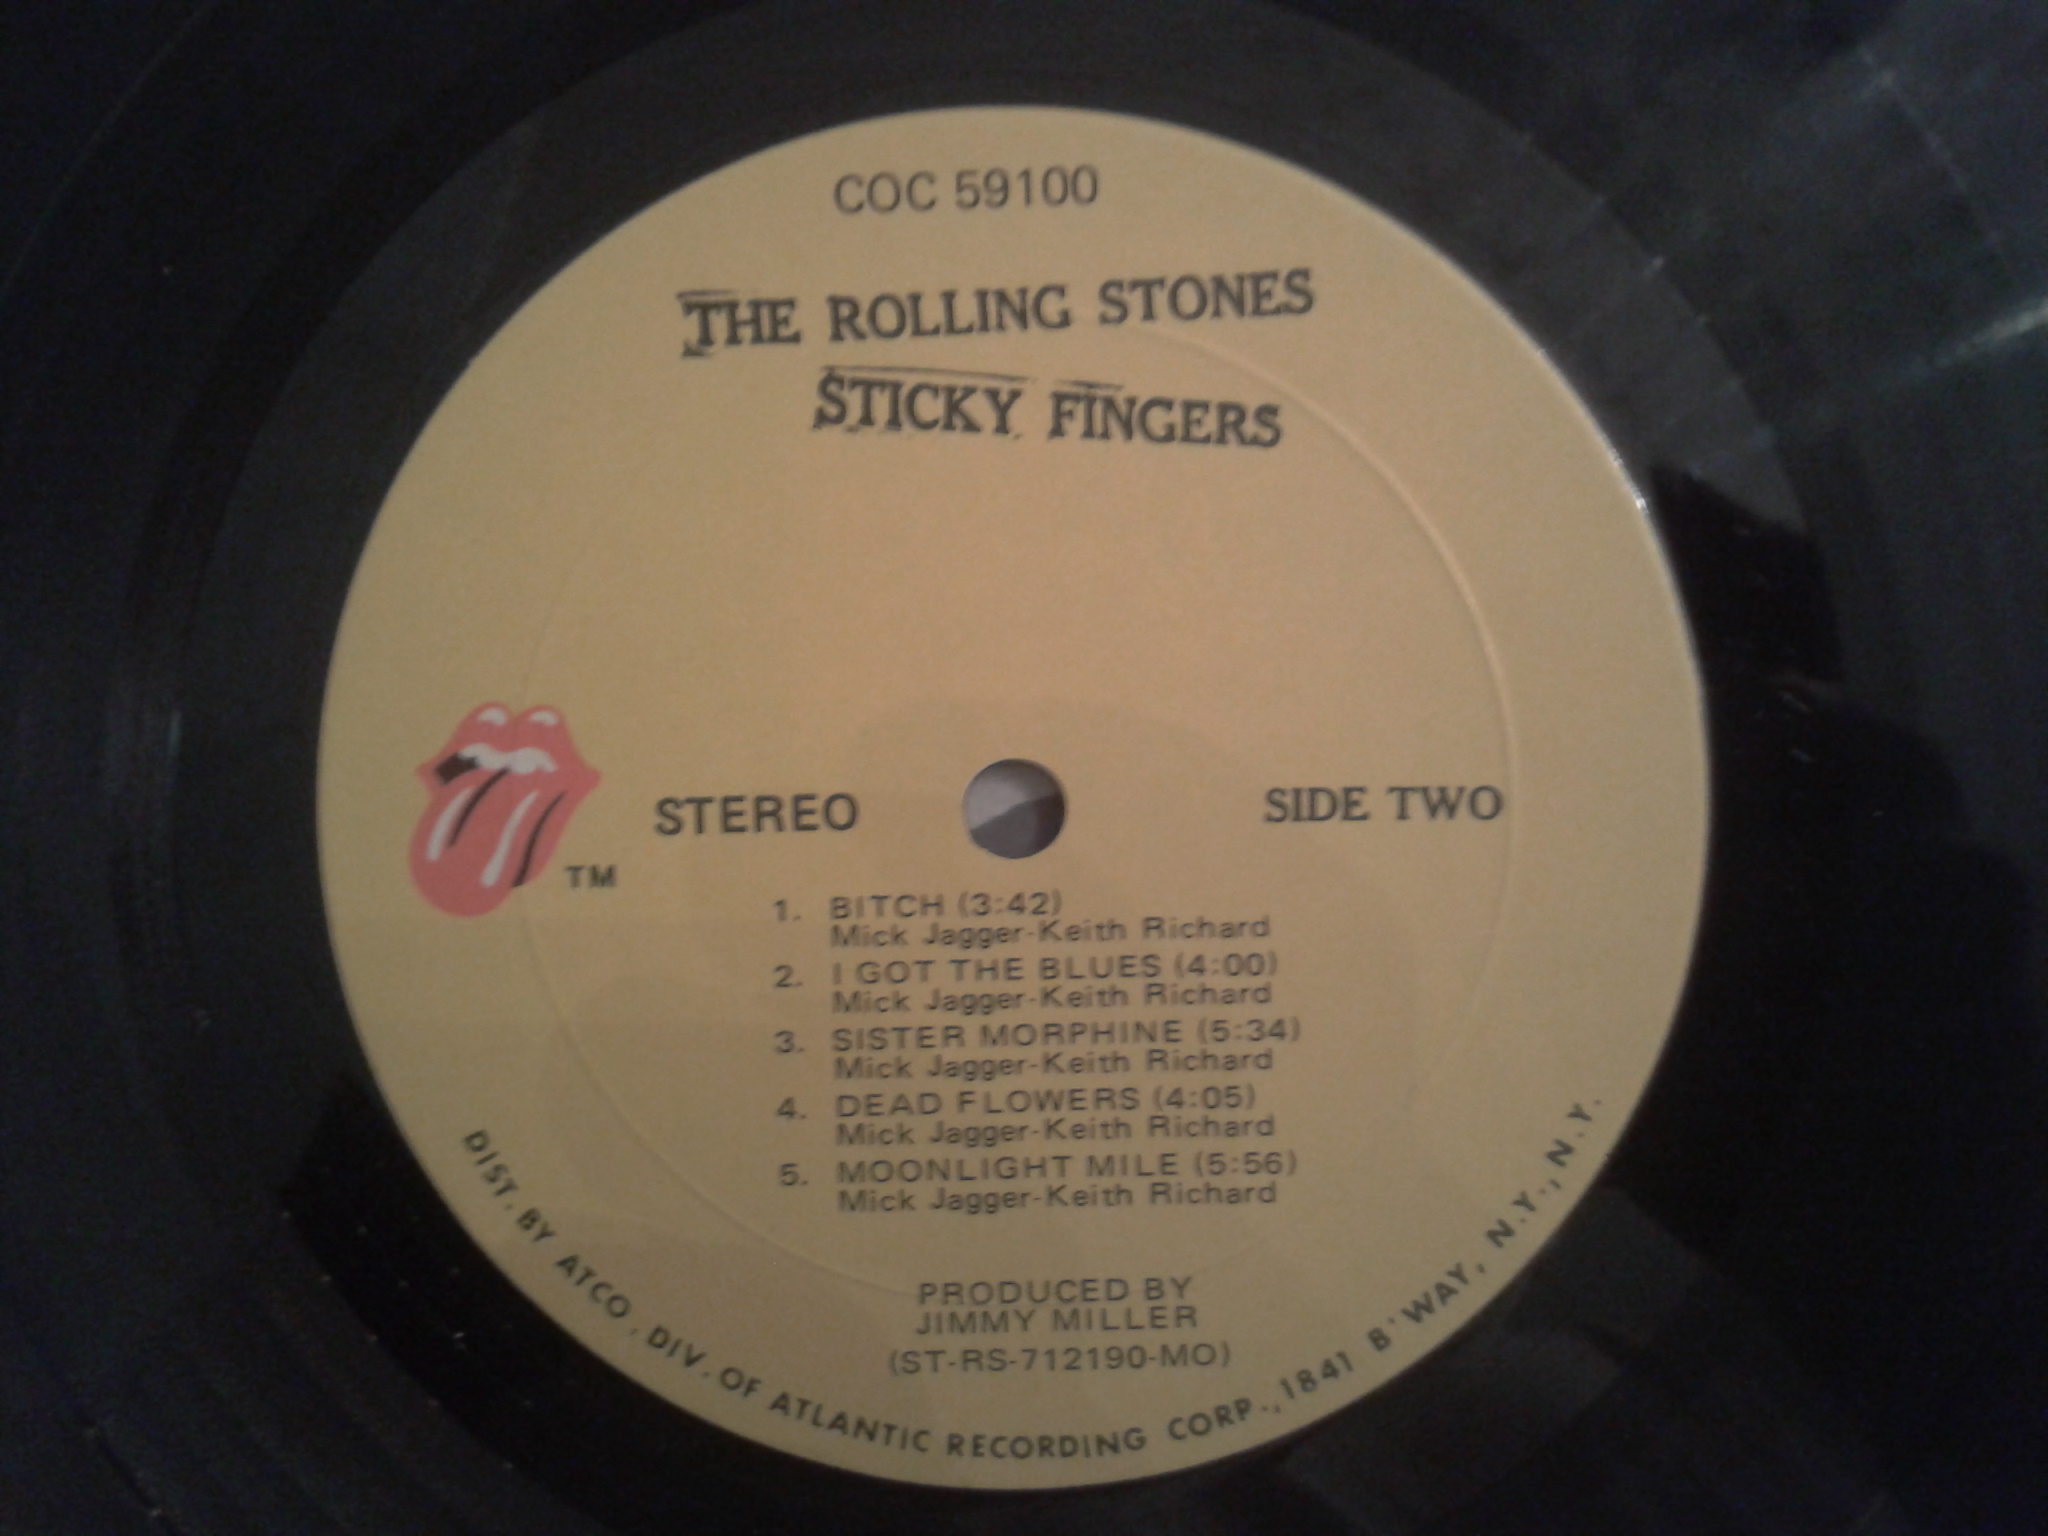 COC 59100
THE ROLLING STONES
STICKY FINGERS
TM
STEREO
SIDE TWO
1. BITCH (3:42)
Mick Jagger-Keith Richard
2. I GOT THE BLUES (4:00)
Mick Jagger-Keith Richard
3. SISTER MORPHINE (5:34)
Mick Jagger-Keith Richard
4. DEAD FLOWERS (4:05)
Mick Jagger-Keith Richard
5. MOONLIGHT MILE (5:56)
Mick Jagger-Keith Richard
PRODUCED BY
JIMMY MILLER
(ST-RS-712190-MO)
DIST. BY ATCO, DIV. OF ATLANTIC RECORDING CORP., 1841 B'WAY, N.Y., N.Y.